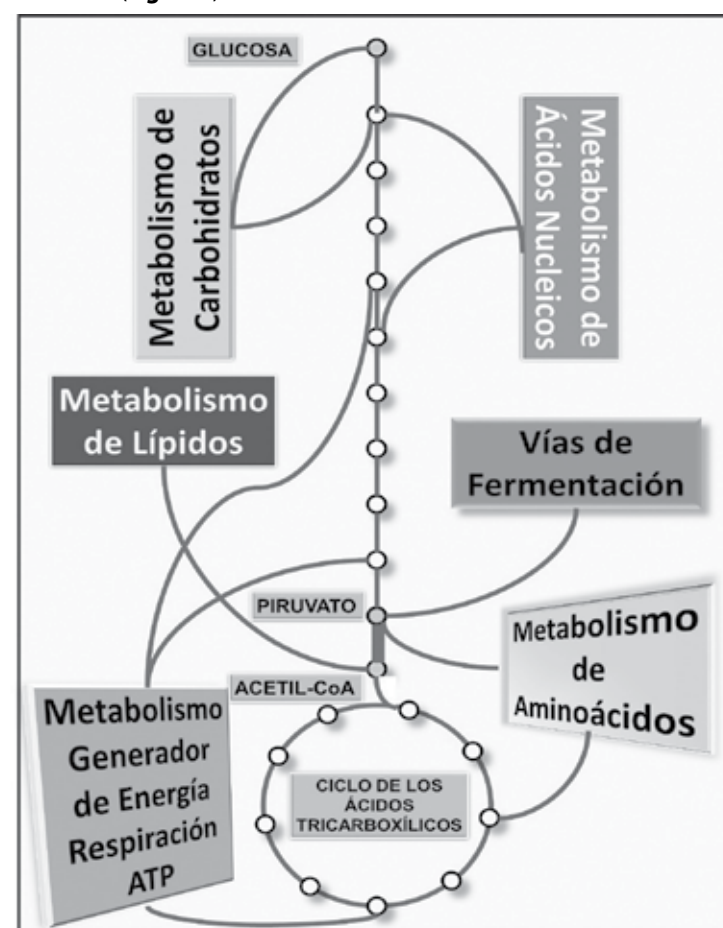 GLUCOSA
Metabolismo de
Carbohidratos
Metabolismo de
Ácidos Nucleicos
Metabolismo
de Lípidos
Vías de
Fermentación
PIRUVATO
Metabolismo
de
Aminoácidos
ACETIL-CoA
Metabolismo
Generador
de Energía
Respiración
ATP
CICLO DE LOS
ÁCIDOS
TRICARBOXÍLICOS